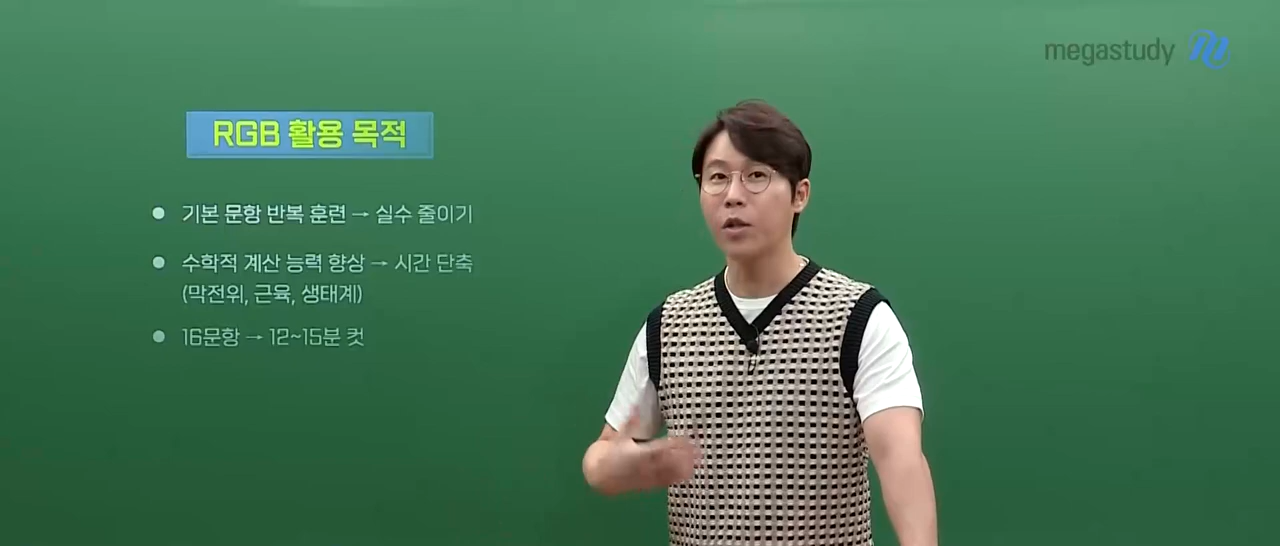 megastudy
RGB 활용 목적
기본 문항 반복 훈련 → 실수 줄이기
수학적 계산 능력 향상 → 시간 단축
(막전위, 근육, 생태계)
16문항 → 12~15분 컷